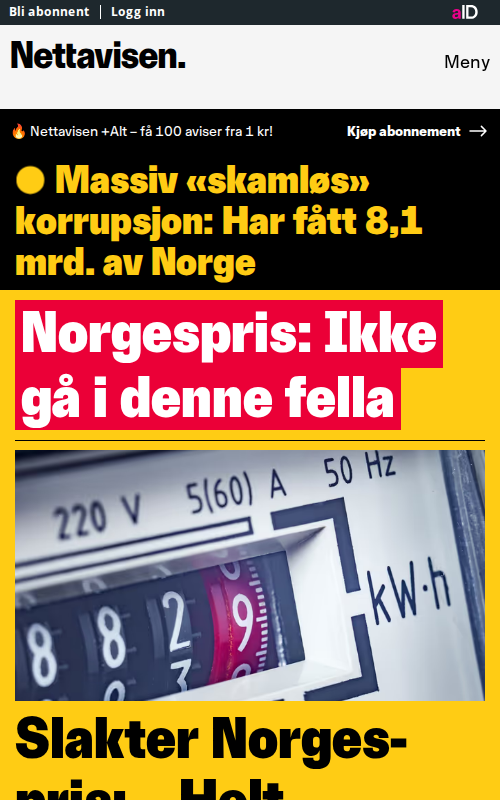 Bli abonnent | Logg inn
aID
Nettavisen.
Meny
🔥 Nettavisen +Alt – få 100 aviser fra 1 kr!
Kjøp abonnement →
Massiv «skamløs»
korrupsjon: Har fått 8,1
mrd. av Norge
Norgespris: Ikke
gå i denne fella
220 V 5(60) A 50 Hz
kW·h
8 8 2 9
Slakter Norges-
pris: – Helt